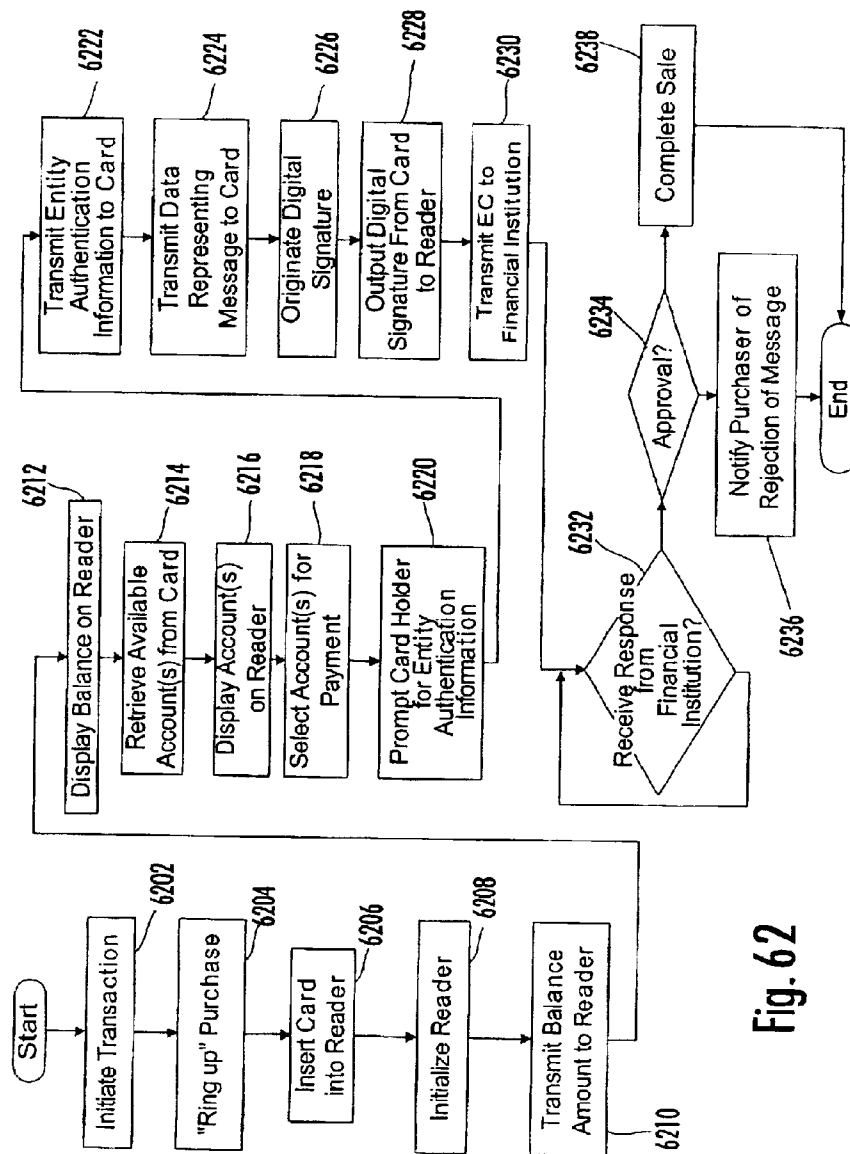 Start
Initiate Transaction
6202
"Ring up" Purchase
6204
Insert Card
into Reader
6206
Initialize Reader
6208
Transmit Balance
Amount to Reader
6210
Display Balance on Reader
6212
Retrieve Available
Account(s) from Card
6214
Display Account(s)
on Reader
6216
Select Account(s) for
Payment
6218
Prompt Card Holder
for Entity
Authentication
Information
6220
Transmit Entity
Authentication
Information to Card
6222
Transmit Data
Representing
Message to Card
6224
Originate Digital
Signature
6226
Output Digital
Signature From Card
to Reader
6228
Transmit EC to
Financial Institution
6230
Receive Response
from
Financial
Institution?
6232
Approval?
6234
Notify Purchaser of
Rejection of Message
6236
Complete Sale
6238
End
Fig. 62